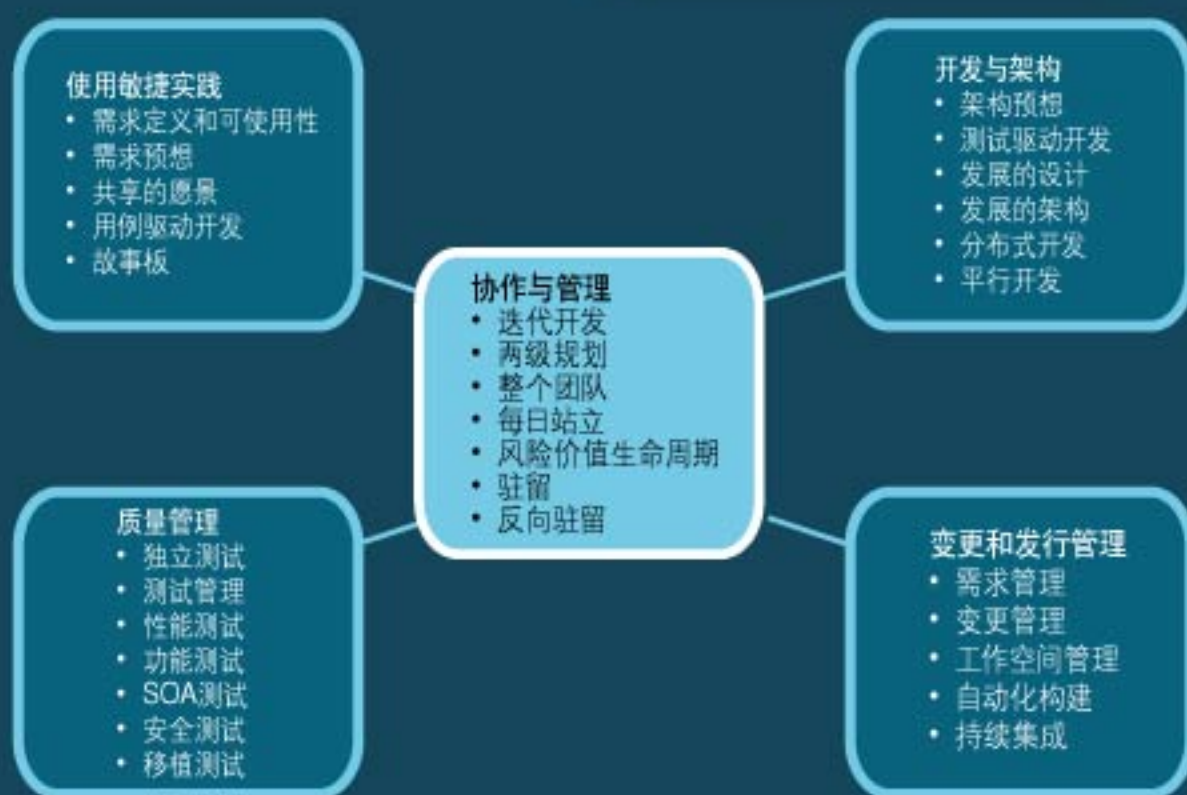 使用敏捷实践
• 需求定义和可使用性
• 需求预想
• 共享的愿景
• 用例驱动开发
• 故事板
开发与架构
• 架构预想
• 测试驱动开发
• 发展的设计
• 发展的架构
• 分布式开发
• 平行开发
协作与管理
• 迭代开发
• 两级规划
• 整个团队
• 每日站立
• 风险价值生命周期
• 驻留
• 反向驻留
质量管理
• 独立测试
• 测试管理
• 性能测试
• 功能测试
• SOA测试
• 安全测试
• 移植测试
变更和发行管理
• 需求管理
• 变更管理
• 工作空间管理
• 自动化构建
• 持续集成